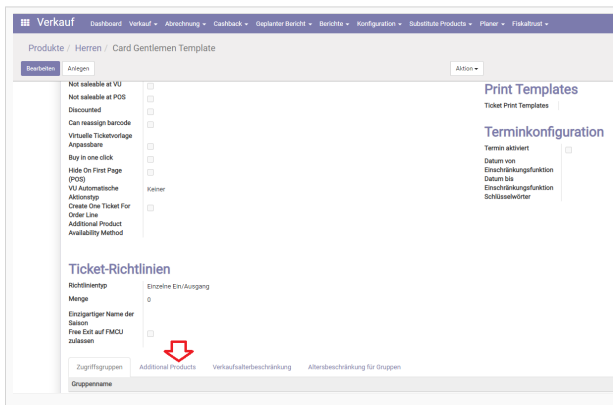 Verkauf Dashboard Verkauf Abrechnung Cashback Geplanter Bericht Berichte Konfiguration Substitute Products Planer Fiskaltrust
Produkte / Herren / Card Gentlemen Template
Bearbeiten Anlegen Aktion
Not saleable at VU
Not saleable at POS
Discounted
Can reassign barcode
Virtuelle Ticketvorlage
Anpassbare
Buy in one click
Hide On First Page
(POS)
VU Automatische Keiner
Aktionstyp
Create One Ticket For
Order Line
Additional Product
Availability Method
Print Templates
Ticket Print Templates
Terminkonfiguration
Termin aktiviert
Datum von
Einschränkungsfunktion
Datum bis
Einschränkungsfunktion
Schlüsselwörter
Ticket-Richtlinien
Richtlinientyp Einzelne Ein/Ausgang
Menge 0
Einzigartiger Name der
Saison
Free Exit auf FMCU
zulassen
Zugriffsgruppen Additional Products Verkaufsalterbeschränkung Altersbeschränkung für Gruppen
Gruppenname